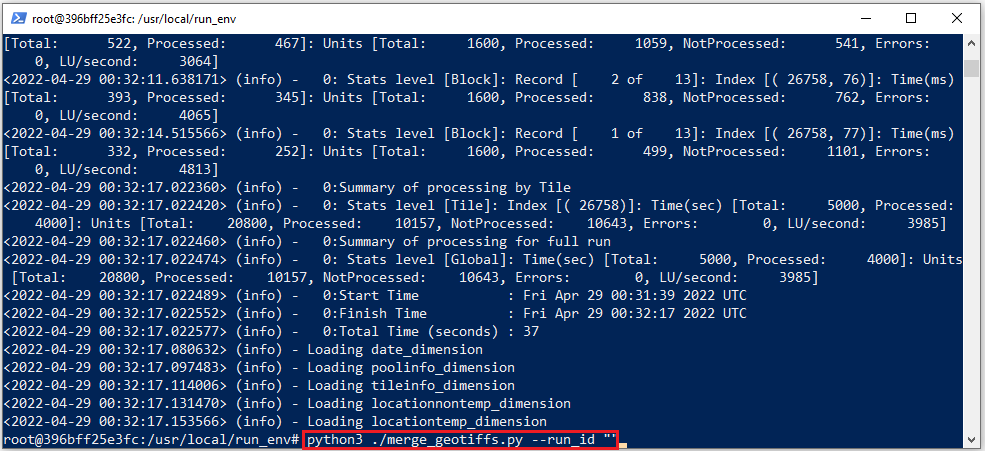 root@396bff25e3fc: /usr/local/run_env
[Total:      522, Processed:      467]: Units [Total:     1600, Processed:     1059, NotProcessed:      541, Errors:
    0, LU/second:     3064]
<2022-04-29 00:32:11.638171> (info) -   0: Stats level [Block]: Record [    2 of    13]: Index [( 26758, 76)]: Time(ms)
[Total:      393, Processed:      345]: Units [Total:     1600, Processed:      838, NotProcessed:      762, Errors:
    0, LU/second:     4065]
<2022-04-29 00:32:14.515566> (info) -   0: Stats level [Block]: Record [    1 of    13]: Index [( 26758, 77)]: Time(ms)
[Total:      332, Processed:      252]: Units [Total:     1600, Processed:      499, NotProcessed:     1101, Errors:
    0, LU/second:     4813]
<2022-04-29 00:32:17.022360> (info) -   0:Summary of processing by Tile
<2022-04-29 00:32:17.022420> (info) -   0: Stats level [Tile]: Index [( 26758)]: Time(sec) [Total:     5000, Processed:
    4000]: Units [Total:    20800, Processed:    10157, NotProcessed:    10643, Errors:        0, LU/second:     3985]
<2022-04-29 00:32:17.022460> (info) -   0:Summary of processing for full run
<2022-04-29 00:32:17.022474> (info) -   0: Stats level [Global]: Time(sec) [Total:     5000, Processed:     4000]: Units
 [Total:    20800, Processed:    10157, NotProcessed:    10643, Errors:        0, LU/second:     3985]
<2022-04-29 00:32:17.022489> (info) -   0:Start Time           : Fri Apr 29 00:31:39 2022 UTC
<2022-04-29 00:32:17.022552> (info) -   0:Finish Time          : Fri Apr 29 00:32:17 2022 UTC
<2022-04-29 00:32:17.022577> (info) -   0:Total Time (seconds) : 37
<2022-04-29 00:32:17.080632> (info) - Loading date_dimension
<2022-04-29 00:32:17.097483> (info) - Loading poolinfo_dimension
<2022-04-29 00:32:17.114006> (info) - Loading tileinfo_dimension
<2022-04-29 00:32:17.131470> (info) - Loading locationnontemp_dimension
<2022-04-29 00:32:17.153566> (info) - Loading locationtemp_dimension
root@396bff25e3fc:/usr/local/run_env# python3 ./merge_geotiffs.py --run_id ""